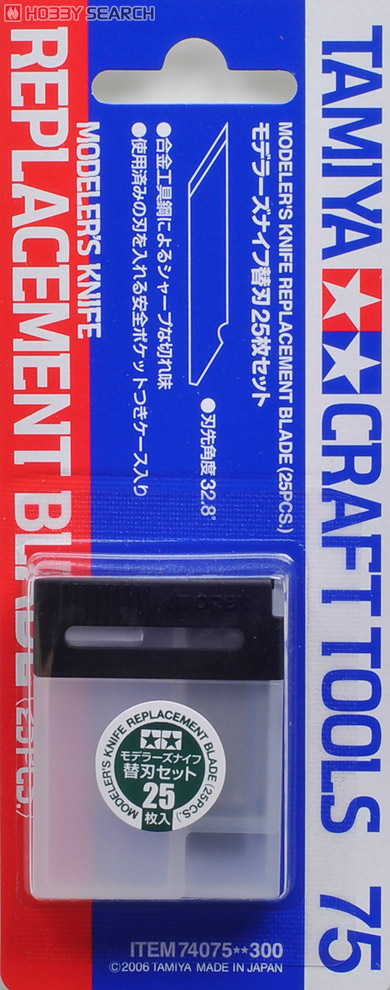 HOBBY SEARCH
TAMIYA CRAFT TOOLS 75
MODELER'S KNIFE REPLACEMENT BLADE (25PCS.)
モデラーズナイフ替刃 25枚セット
●刃先角度 32.8°
●合金工具鋼によるシャープな切れ味
●使用済みの刃を入れる安全ポケットつきケース入り
MODELER'S KNIFE
REPLACEMENT BLADE (25PCS.)
MODELER'S KNIFE REPLACEMENT BLADE (25PCS.)
モデラーズナイフ
替刃セット
25
枚入
ITEM 74075**300
©2006 TAMIYA MADE IN JAPAN